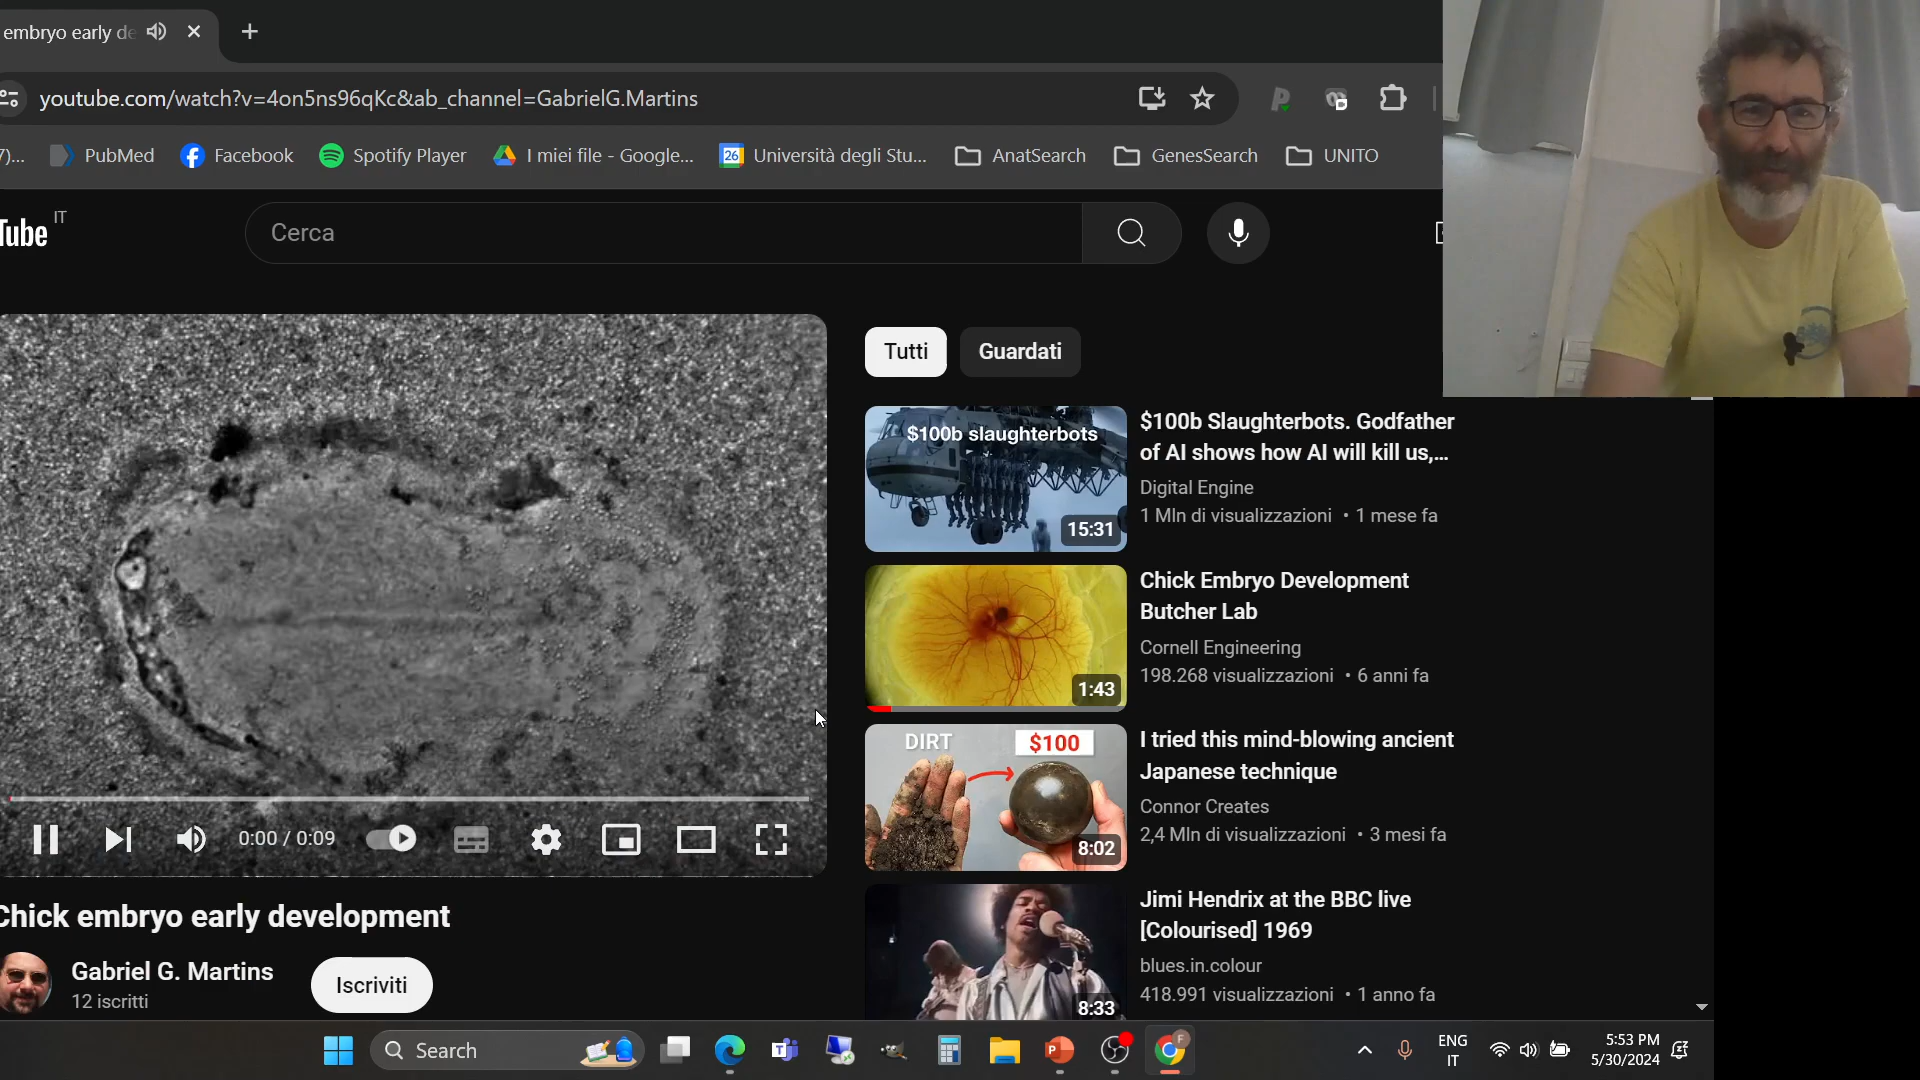 embryo early de
youtube.com/watch?v=4on5ns96qKc&ab_channel=GabrielG.Martins
7)...
PubMed
Facebook
Spotify Player
I miei file - Google...
26
Università degli Stu...
AnatSearch
GenesSearch
UNITO
Tube IT
Cerca
Tutti
Guardati
$100b slaughterbots
15:31
$100b Slaughterbots. Godfather
of AI shows how AI will kill us,...
Digital Engine
1 Mln di visualizzazioni • 1 mese fa
1:43
Chick Embryo Development
Butcher Lab
Cornell Engineering
198.268 visualizzazioni • 6 anni fa
DIRT
$100
8:02
I tried this mind-blowing ancient
Japanese technique
Connor Creates
2,4 Mln di visualizzazioni • 3 mesi fa
8:33
Jimi Hendrix at the BBC live
[Colourised] 1969
blues.in.colour
418.991 visualizzazioni • 1 anno fa
0:00 / 0:09
Chick embryo early development
Gabriel G. Martins
12 iscritti
Iscriviti
Search
ENG
IT
5:53 PM
5/30/2024